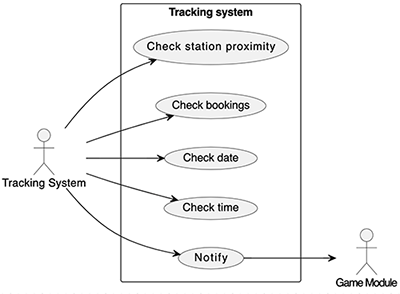 Tracking system
Check station proximity
Check bookings
Check date
Tracking System
Check time
Notify
Game Module